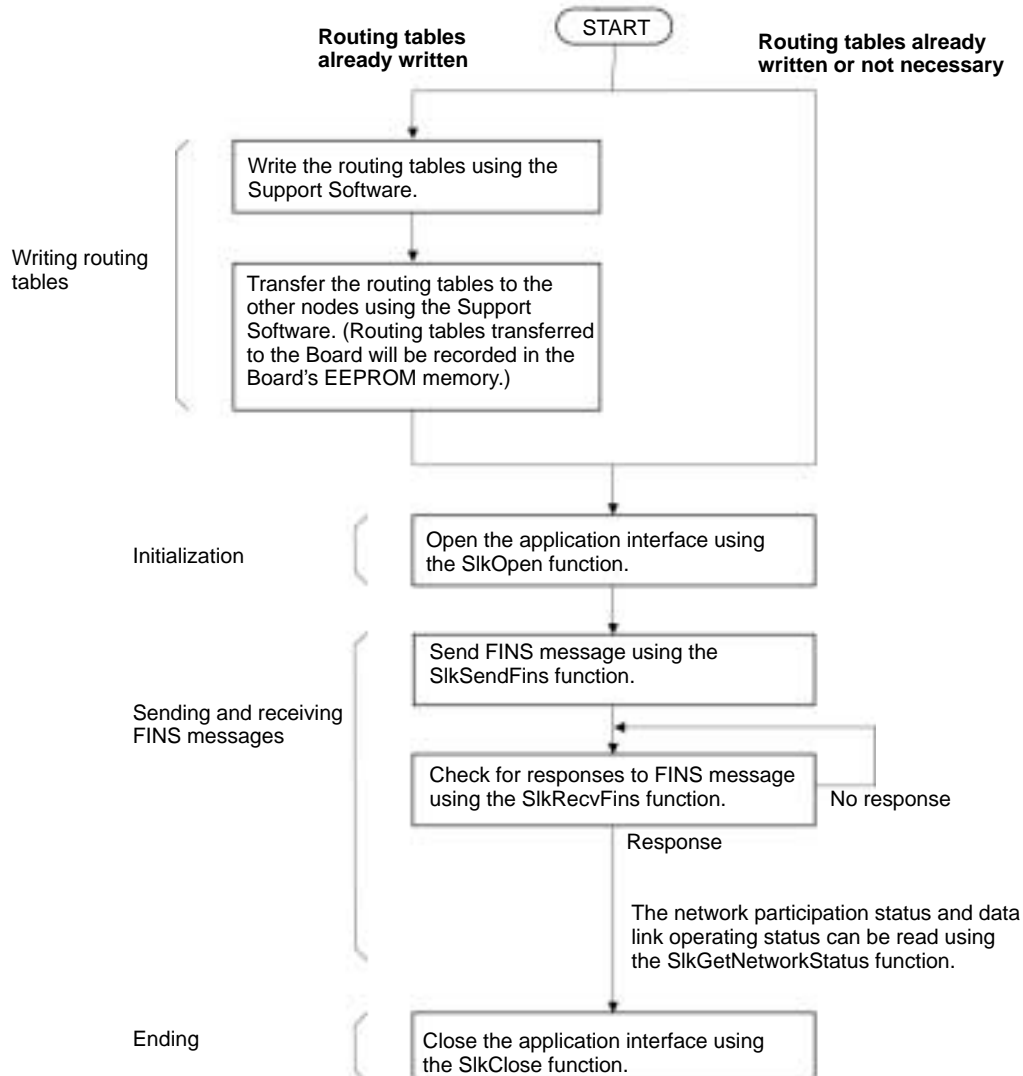 START
Routing tables
already written
Routing tables already
written or not necessary
Write the routing tables using the
Support Software.
Writing routing
tables
Transfer the routing tables to the
other nodes using the Support
Software. (Routing tables transferred
to the Board will be recorded in the
Board's EEPROM memory.)
Initialization
Open the application interface using
the SlkOpen function.
Send FINS message using the
SlkSendFins function.
Sending and receiving
FINS messages
Check for responses to FINS message
using the SlkRecvFins function.
No response
Response
The network participation status and data
link operating status can be read using
the SlkGetNetworkStatus function.
Ending
Close the application interface using
the SlkClose function.